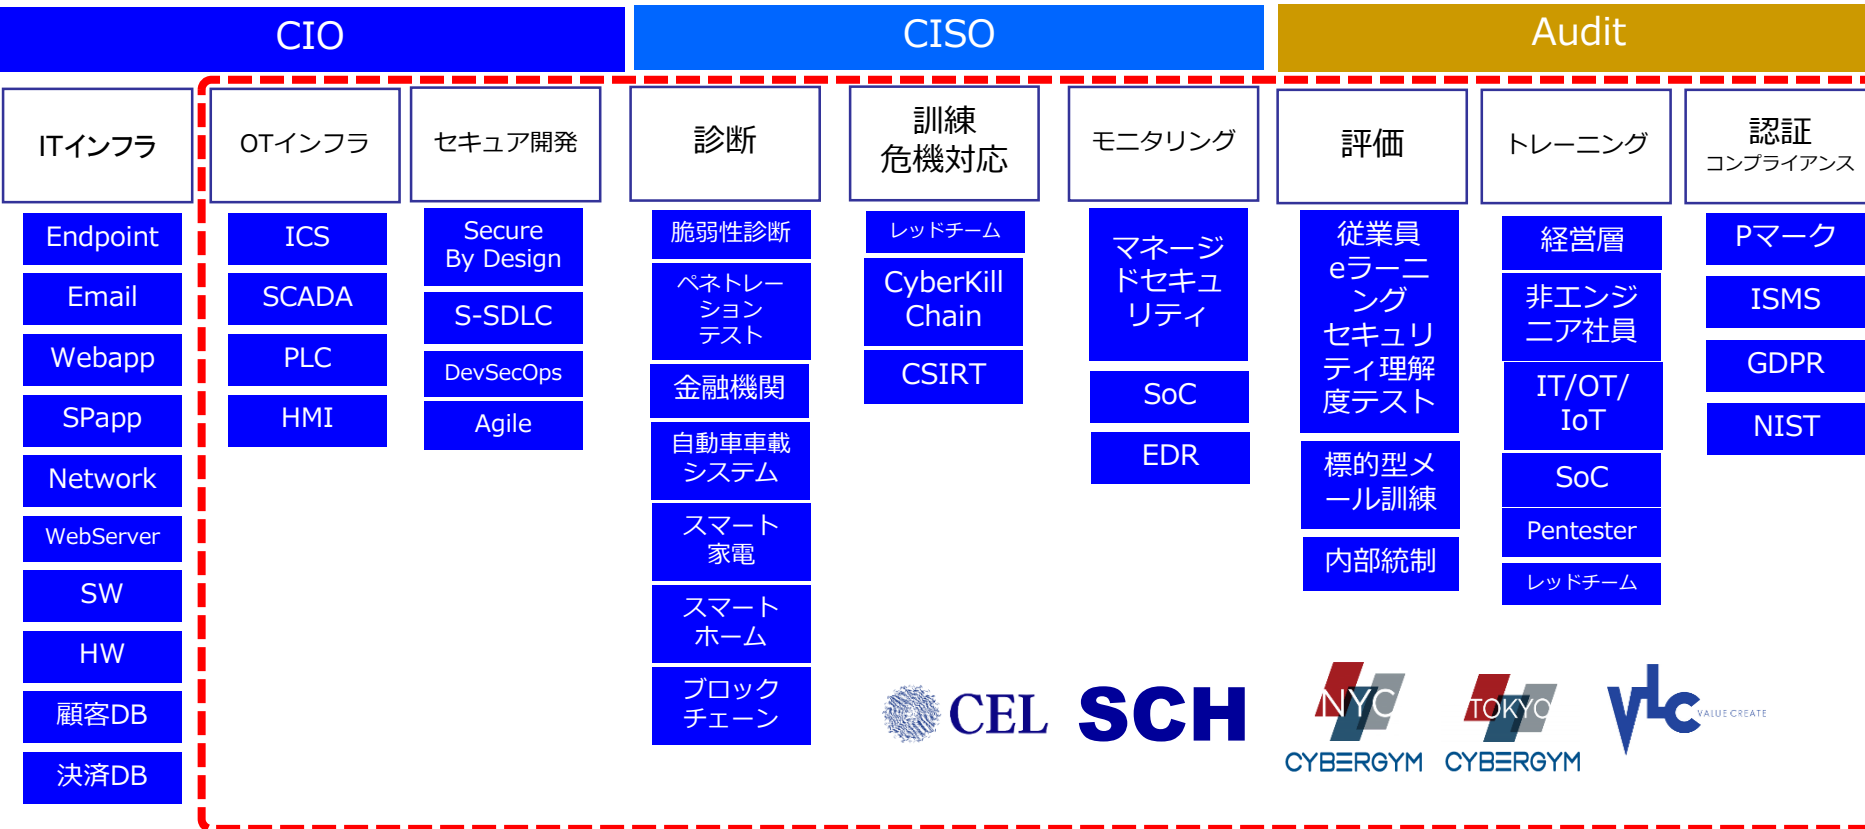 CIO
CISO
Audit
ITインフラ
OTインフラ
セキュア開発
診断
訓練
危機対応
モニタリング
評価
トレーニング
認証
コンプライアンス
Endpoint
Email
Webapp
SPapp
Network
WebServer
SW
HW
顧客DB
決済DB
ICS
SCADA
PLC
HMI
Secure
By Design
S-SDLC
DevSecOps
Agile
脆弱性診断
ペネトレー
ション
テスト
金融機関
自動車車載
システム
スマート
家電
スマート
ホーム
ブロック
チェーン
レッドチーム
CyberKill
Chain
CSIRT
マネージ
ドセキュ
リティ
SoC
EDR
従業員
eラーニ
ング
セキュリ
ティ理解
度テスト
標的型メ
ール訓練
内部統制
経営層
非エンジ
ニア社員
IT/OT/
IoT
SoC
Pentester
レッドチーム
Pマーク
ISMS
GDPR
NIST
CEL
SCH
NYC
CYBERGYM
TOKYO
CYBERGYM
VLC
VALUE CREATE